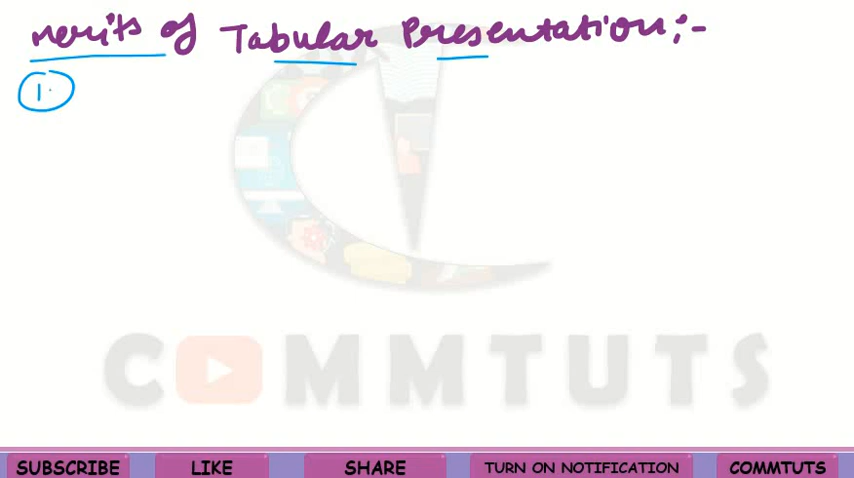 Merits of Tabular Presentation:-
1.
COMMTUTS
SUBSCRIBE LIKE SHARE TURN ON NOTIFICATION COMMTUTS